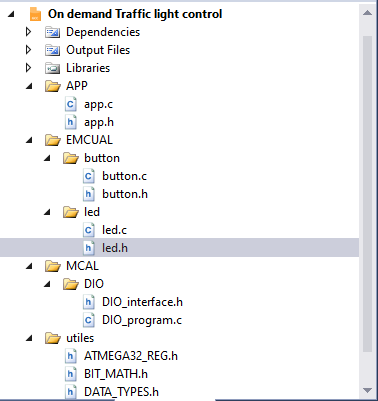 On demand Traffic light control
Dependencies
Output Files
Libraries
APP
app.c
app.h
EMCUAL
button
button.c
button.h
led
led.c
led.h
MCAL
DIO
DIO_interface.h
DIO_program.c
utiles
ATMEGA32_REG.h
BIT_MATH.h
DATA_TYPES.h